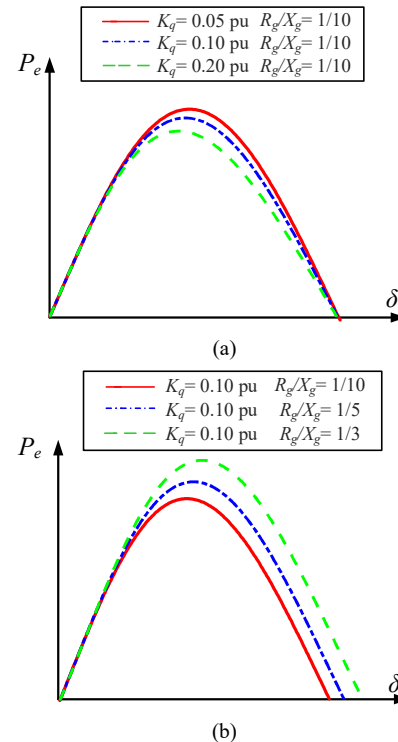 K_q = 0.05 pu R_g/X_g = 1/10
K_q = 0.10 pu R_g/X_g = 1/10
K_q = 0.20 pu R_g/X_g = 1/10
P_e
δ
(a)
K_q = 0.10 pu R_g/X_g = 1/10
K_q = 0.10 pu R_g/X_g = 1/5
K_q = 0.10 pu R_g/X_g = 1/3
P_e
δ
(b)